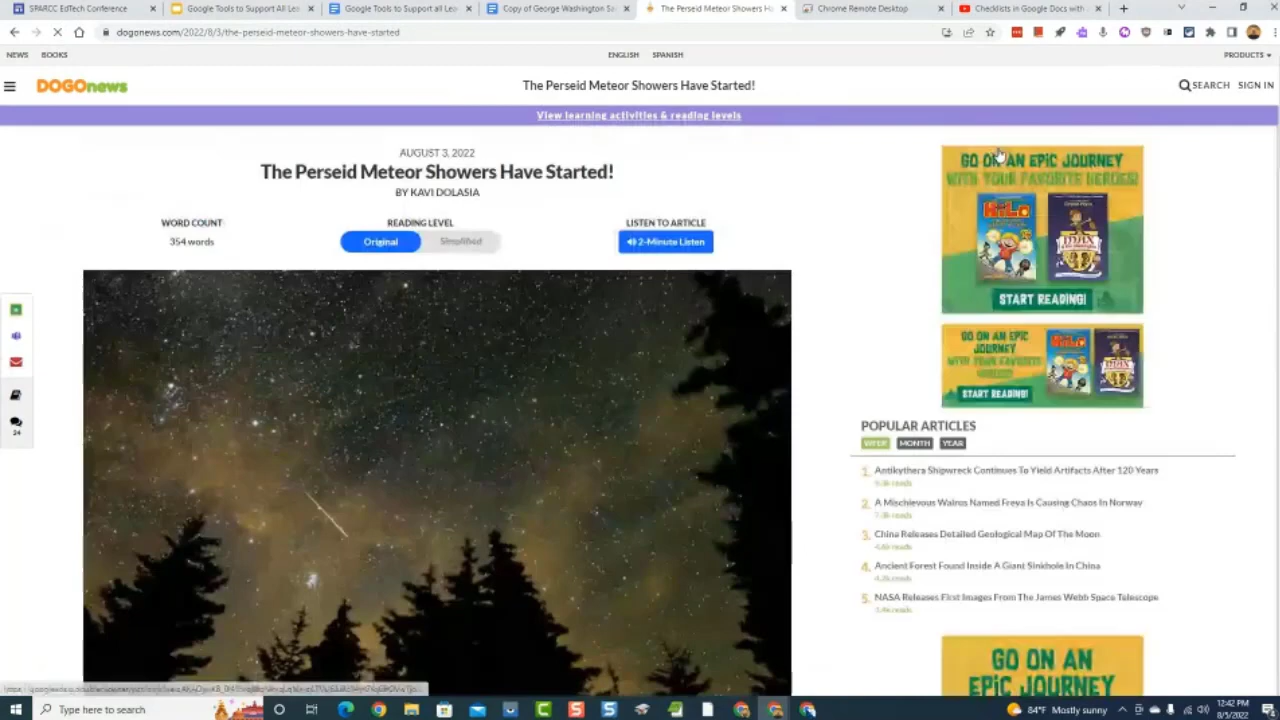 SPARCC EdTech Conference
Google Tools to Support All Lea
Google Tools to Support all Lea
Copy of George Washington Sa
The Perseid Meteor Showers Ha
Chrome Remote Desktop
Checklists in Google Docs with
dogonews.com/2022/8/3/the-perseid-meteor-showers-have-started
NEWS
BOOKS
ENGLISH
SPANISH
PRODUCTS
DOGOnews
The Perseid Meteor Showers Have Started!
SEARCH
SIGN IN
View learning activities & reading levels
AUGUST 3, 2022
The Perseid Meteor Showers Have Started!
BY KAVI DOLASIA
WORD COUNT
READING LEVEL
LISTEN TO ARTICLE
354 words
Original
Simplified
2-Minute Listen
GO ON AN EPIC JOURNEY
WITH YOUR FAVORITE HEROES!
HILO
START READING!
GO ON AN EPIC
JOURNEY
WITH YOUR FAVORITE
HEROES!
START READING!
24
POPULAR ARTICLES
WEEK
MONTH
YEAR
1. Antikythera Shipwreck Continues To Yield Artifacts After 120 Years
2. A Mischievous Walrus Named Freya Is Causing Chaos In Norway
3. China Releases Detailed Geological Map Of The Moon
4. Ancient Forest Found Inside A Giant Sinkhole In China
5. NASA Releases First Images From The James Webb Space Telescope
GO ON AN
EPIC JOURNEY
Type here to search
84°F Mostly sunny
12:42 PM
8/5/2022